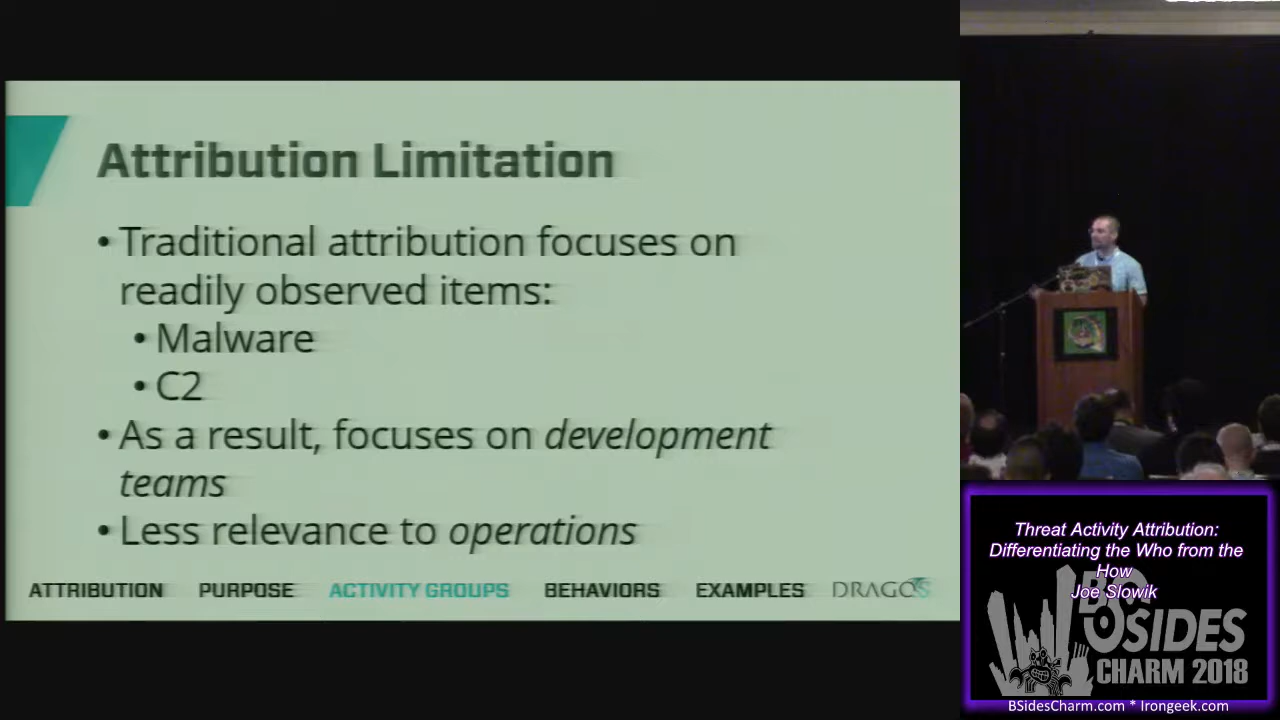 Attribution Limitation
• Traditional attribution focuses on
readily observed items:
• Malware
• C2
• As a result, focuses on development
teams
• Less relevance to operations
ATTRIBUTION PURPOSE ACTIVITY GROUPS BEHAVIORS EXAMPLES DRAGOS
Threat Activity Attribution:
Differentiating the Who from the
How
Joe Slowik
BSIDES
CHARM 2018
BSidesCharm.com * Irongeek.com